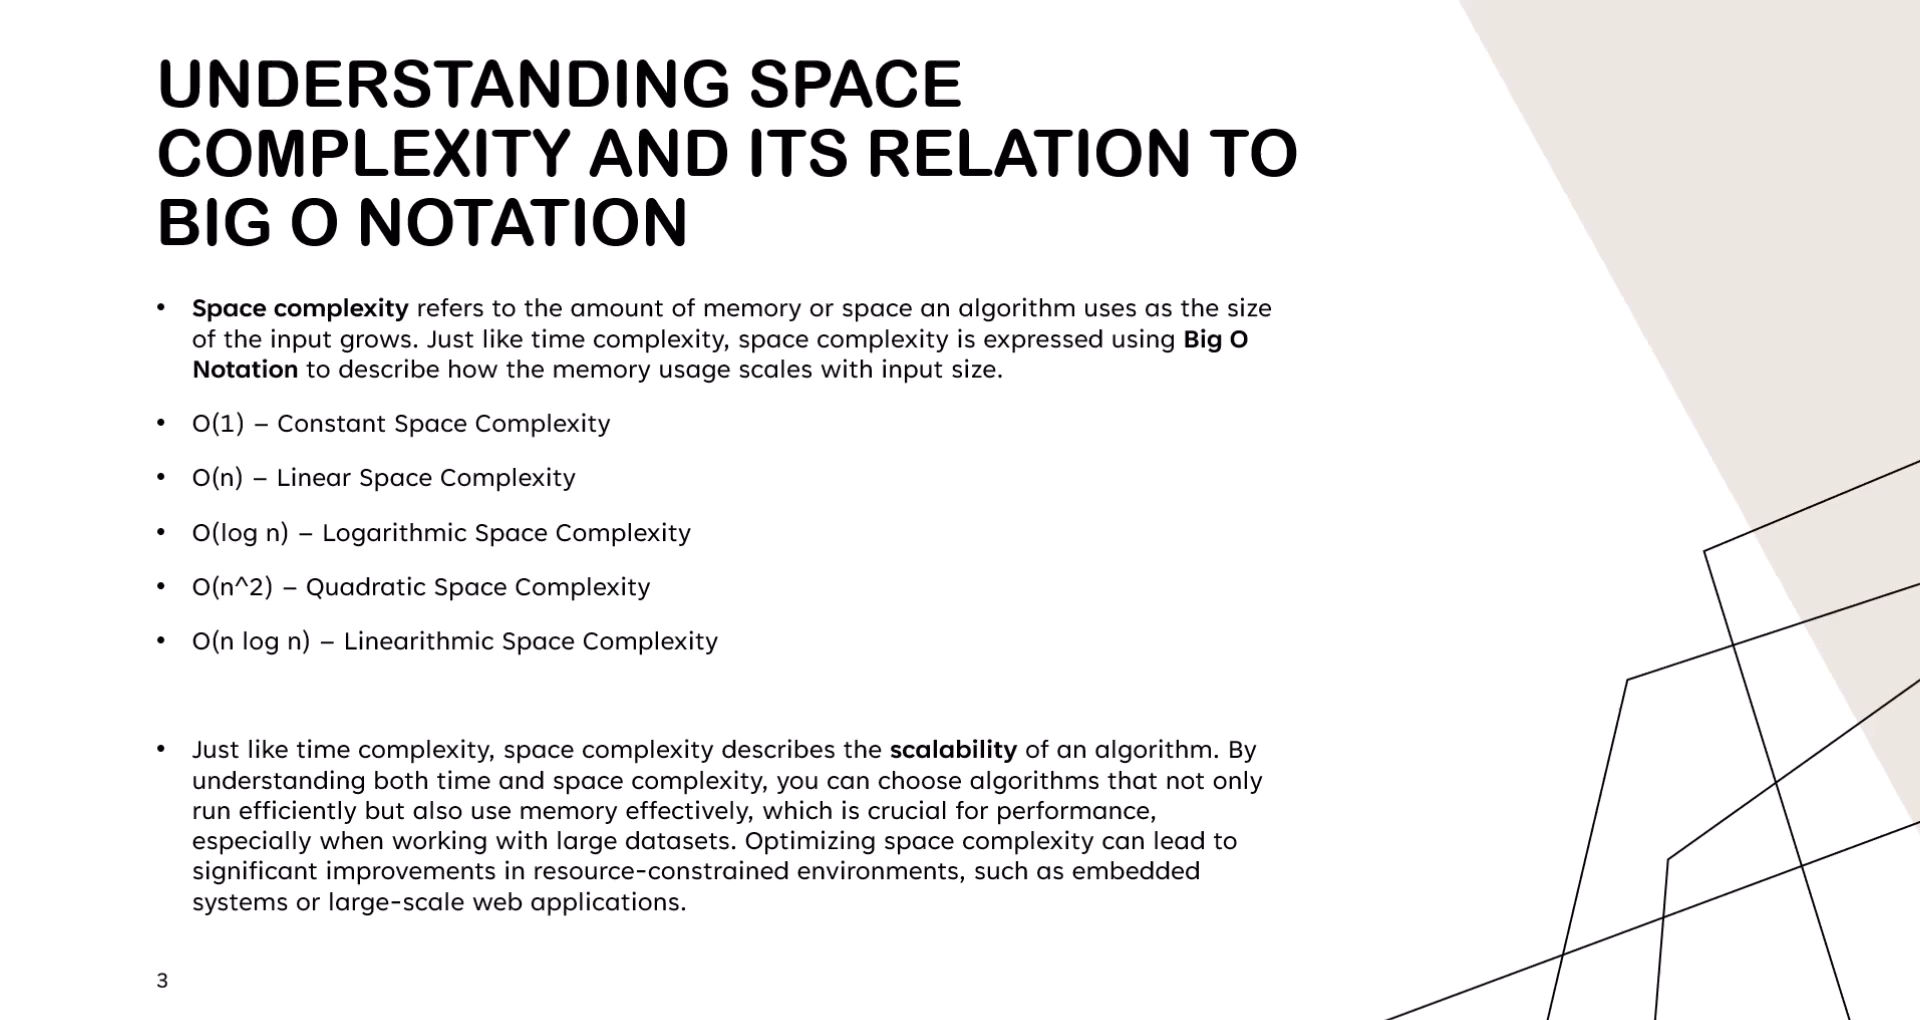 UNDERSTANDING SPACE
COMPLEXITY AND ITS RELATION TO
BIG O NOTATION
• Space complexity refers to the amount of memory or space an algorithm uses as the size
of the input grows. Just like time complexity, space complexity is expressed using Big O
Notation to describe how the memory usage scales with input size.
• O(1) – Constant Space Complexity
• O(n) – Linear Space Complexity
• O(log n) – Logarithmic Space Complexity
• O(n^2) – Quadratic Space Complexity
• O(n log n) – Linearithmic Space Complexity
• Just like time complexity, space complexity describes the scalability of an algorithm. By
understanding both time and space complexity, you can choose algorithms that not only
run efficiently but also use memory effectively, which is crucial for performance,
especially when working with large datasets. Optimizing space complexity can lead to
significant improvements in resource-constrained environments, such as embedded
systems or large-scale web applications.
3